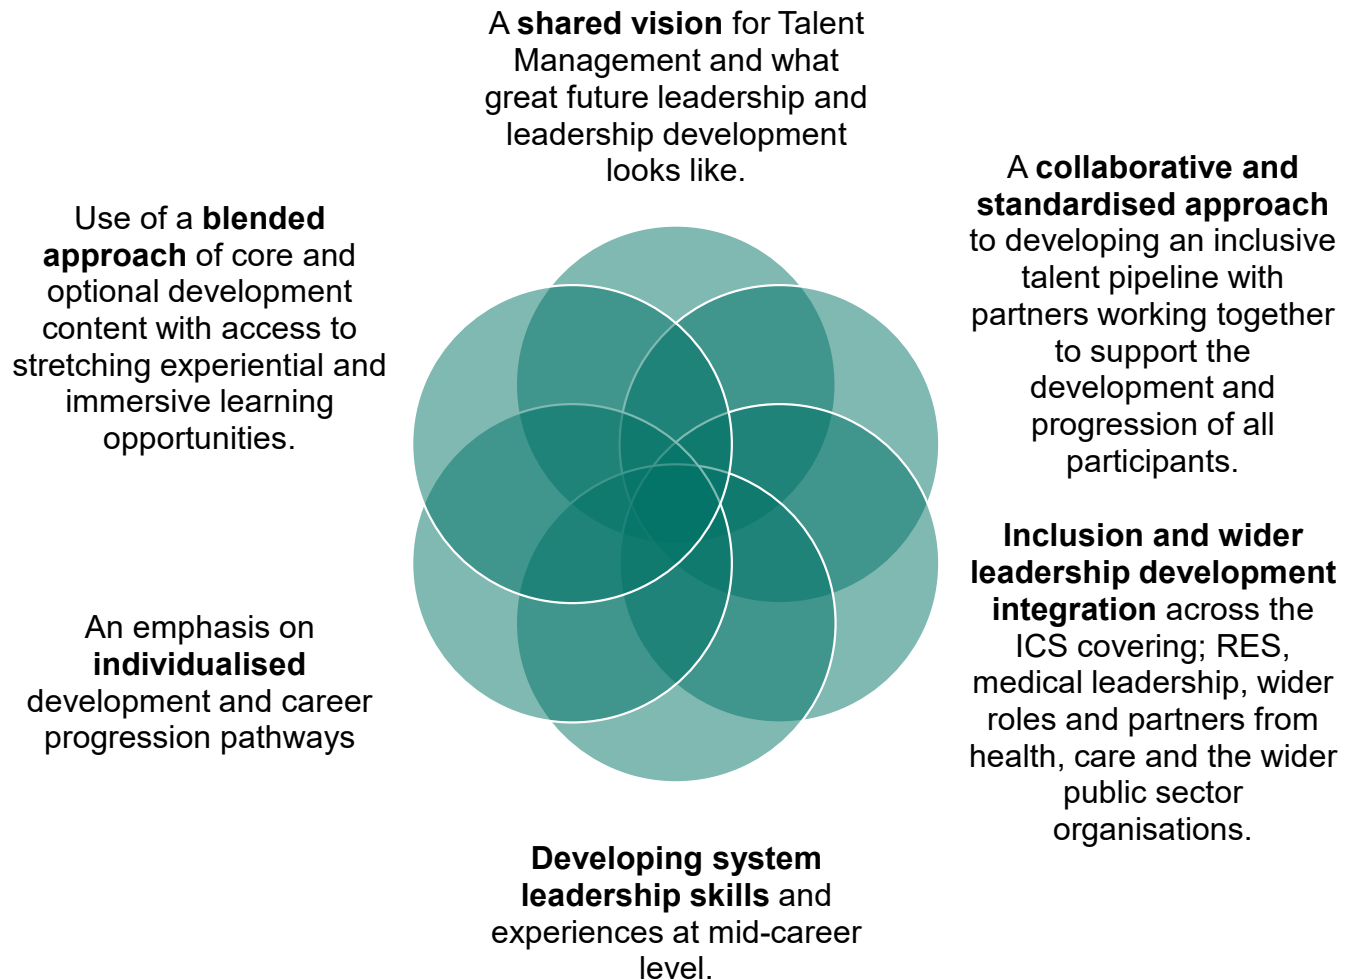 A shared vision for Talent
Management and what
great future leadership and
leadership development
looks like.
A collaborative and
standardised approach
to developing an inclusive
talent pipeline with
partners working together
to support the
development and
progression of all
participants.
Inclusion and wider
leadership development
integration across the
ICS covering; RES,
medical leadership, wider
roles and partners from
health, care and the wider
public sector
organisations.
Developing system
leadership skills and
experiences at mid-career
level.
An emphasis on
individualised
development and career
progression pathways
Use of a blended
approach of core and
optional development
content with access to
stretching experiential and
immersive learning
opportunities.